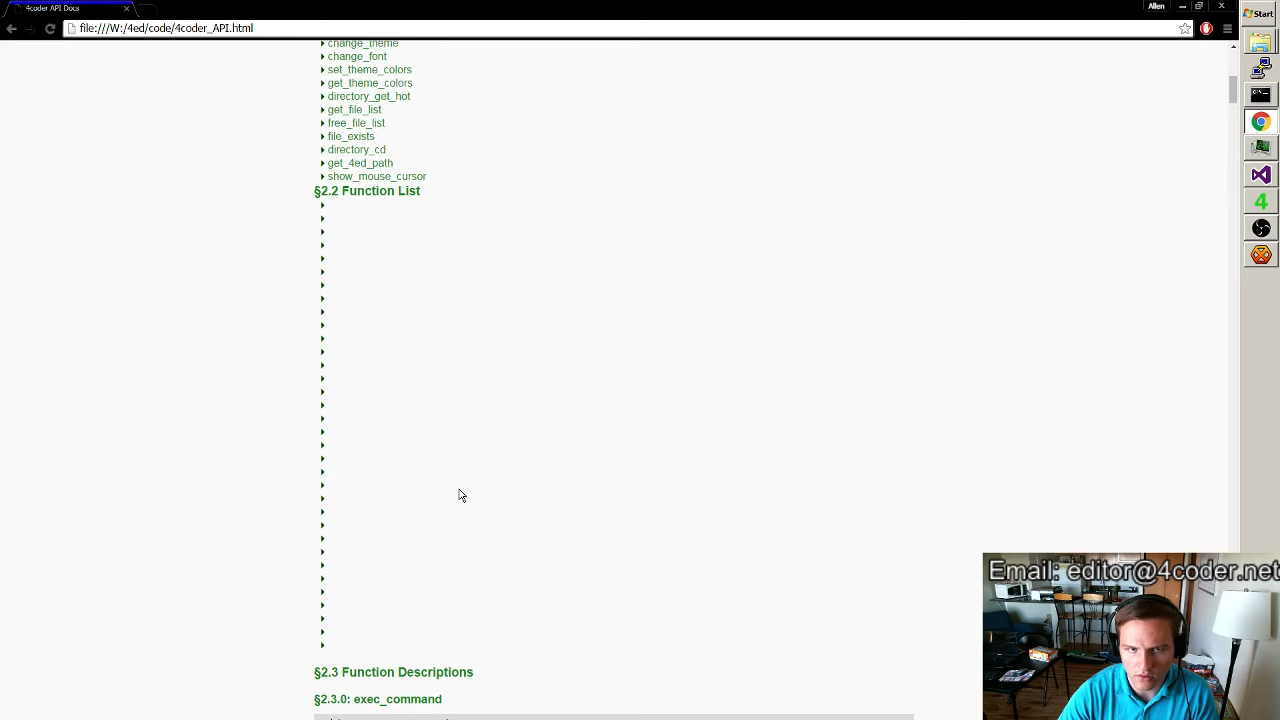 4coder API Docs
Allen
file:///W:/4ed/code/4coder_API.html
Start
change_theme
change_font
set_theme_colors
get_theme_colors
directory_get_hot
get_file_list
free_file_list
file_exists
directory_cd
get_4ed_path
show_mouse_cursor
§2.2 Function List
4
Email: editor@4coder.net
§2.3 Function Descriptions
§2.3.0: exec_command